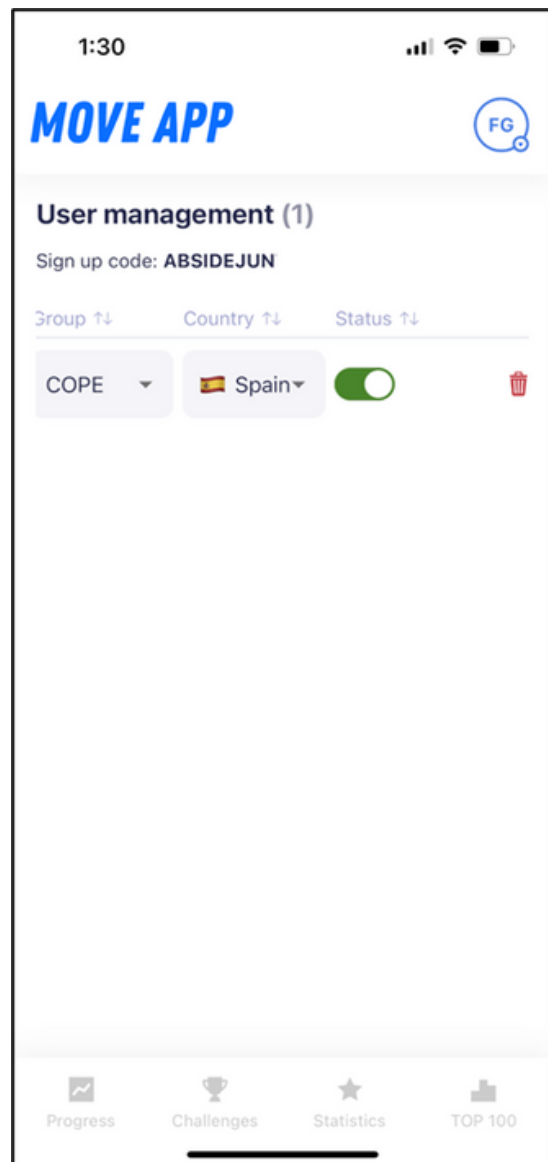 1:30
MOVE APP
FG
User management (1)
Sign up code: ABSIDEJUN
Group ↑↓ Country ↑↓ Status ↑↓
COPE Spain
Progress Challenges Statistics TOP 100